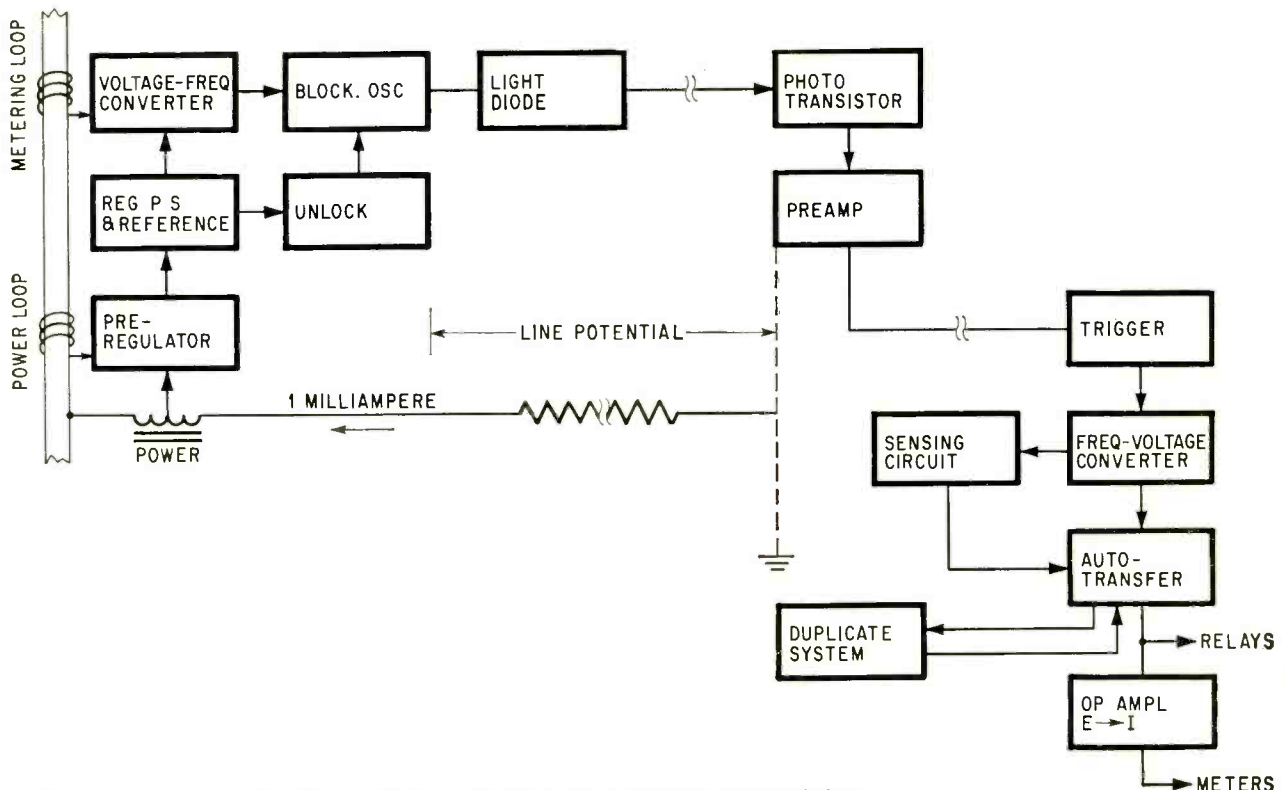 METERING LOOP
VOLTAGE-FREQ
CONVERTER
BLOCK. OSC
LIGHT
DIODE
PHOTO
TRANSISTOR
REG P S
& REFERENCE
UNLOCK
PREAMP
POWER LOOP
PRE-
REGULATOR
LINE POTENTIAL
TRIGGER
1 MILLIAMPERE
POWER
SENSING
CIRCUIT
FREQ-VOLTAGE
CONVERTER
AUTO-
TRANSFER
DUPLICATE
SYSTEM
RELAYS
OP AMPL
E→I
METERS